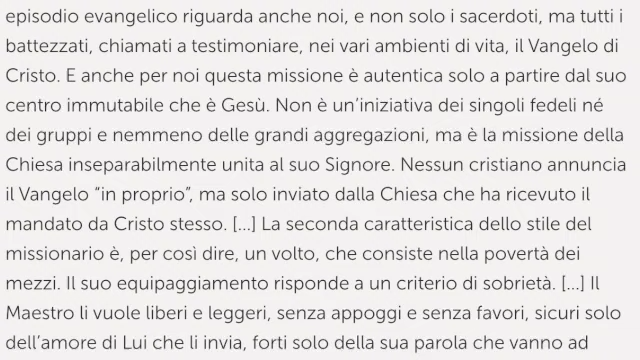 episodio evangelico riguarda anche noi, e non solo i sacerdoti, ma tutti i
battezzati, chiamati a testimoniare, nei vari ambienti di vita, il Vangelo di
Cristo. E anche per noi questa missione è autentica solo a partire dal suo
centro immutabile che è Gesù. Non è un’iniziativa dei singoli fedeli né
dei gruppi e nemmeno delle grandi aggregazioni, ma è la missione della
Chiesa inseparabilmente unita al suo Signore. Nessun cristiano annuncia
il Vangelo “in proprio”, ma solo inviato dalla Chiesa che ha ricevuto il
mandato da Cristo stesso. [...] La seconda caratteristica dello stile del
missionario è, per così dire, un volto, che consiste nella povertà dei
mezzi. Il suo equipaggiamento risponde a un criterio di sobrietà. [...] Il
Maestro li vuole liberi e leggeri, senza appoggi e senza favori, sicuri solo
dell’amore di Lui che li invia, forti solo della sua parola che vanno ad